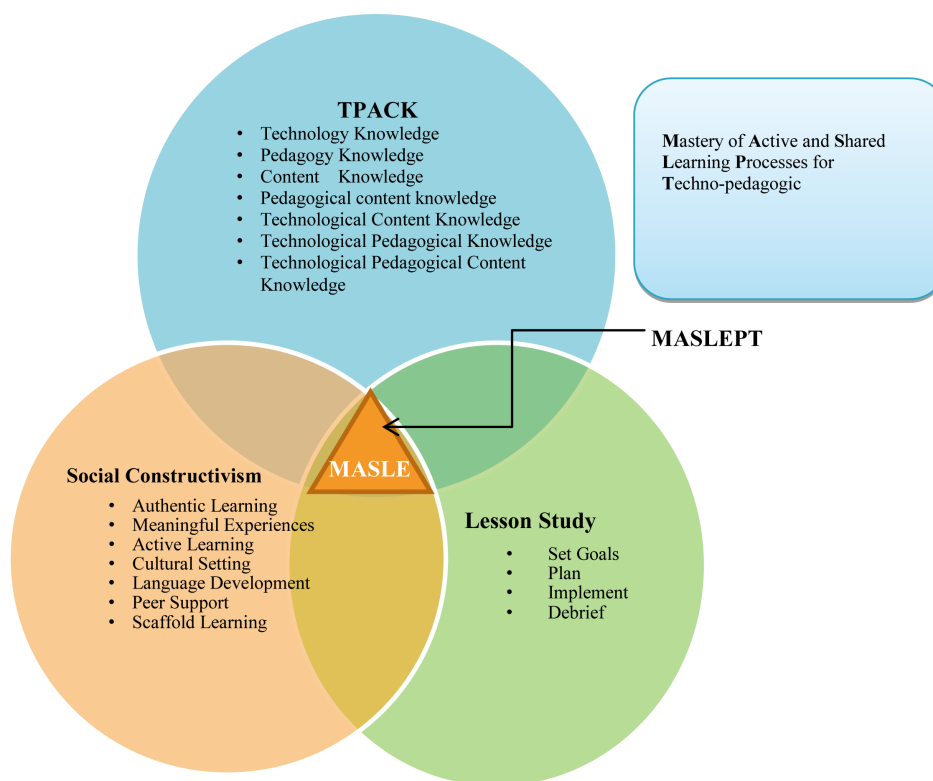 TPACK
• Technology Knowledge
• Pedagogy Knowledge
• Content Knowledge
• Pedagogical content knowledge
• Technological Content Knowledge
• Technological Pedagogical Knowledge
• Technological Pedagogical Content
Knowledge
Mastery of Active and Shared
Learning Processes for
Techno-pedagogic
MASLEPT
MASLE
Social Constructivism
• Authentic Learning
• Meaningful Experiences
• Active Learning
• Cultural Setting
• Language Development
• Peer Support
• Scaffold Learning
Lesson Study
• Set Goals
• Plan
• Implement
• Debrief